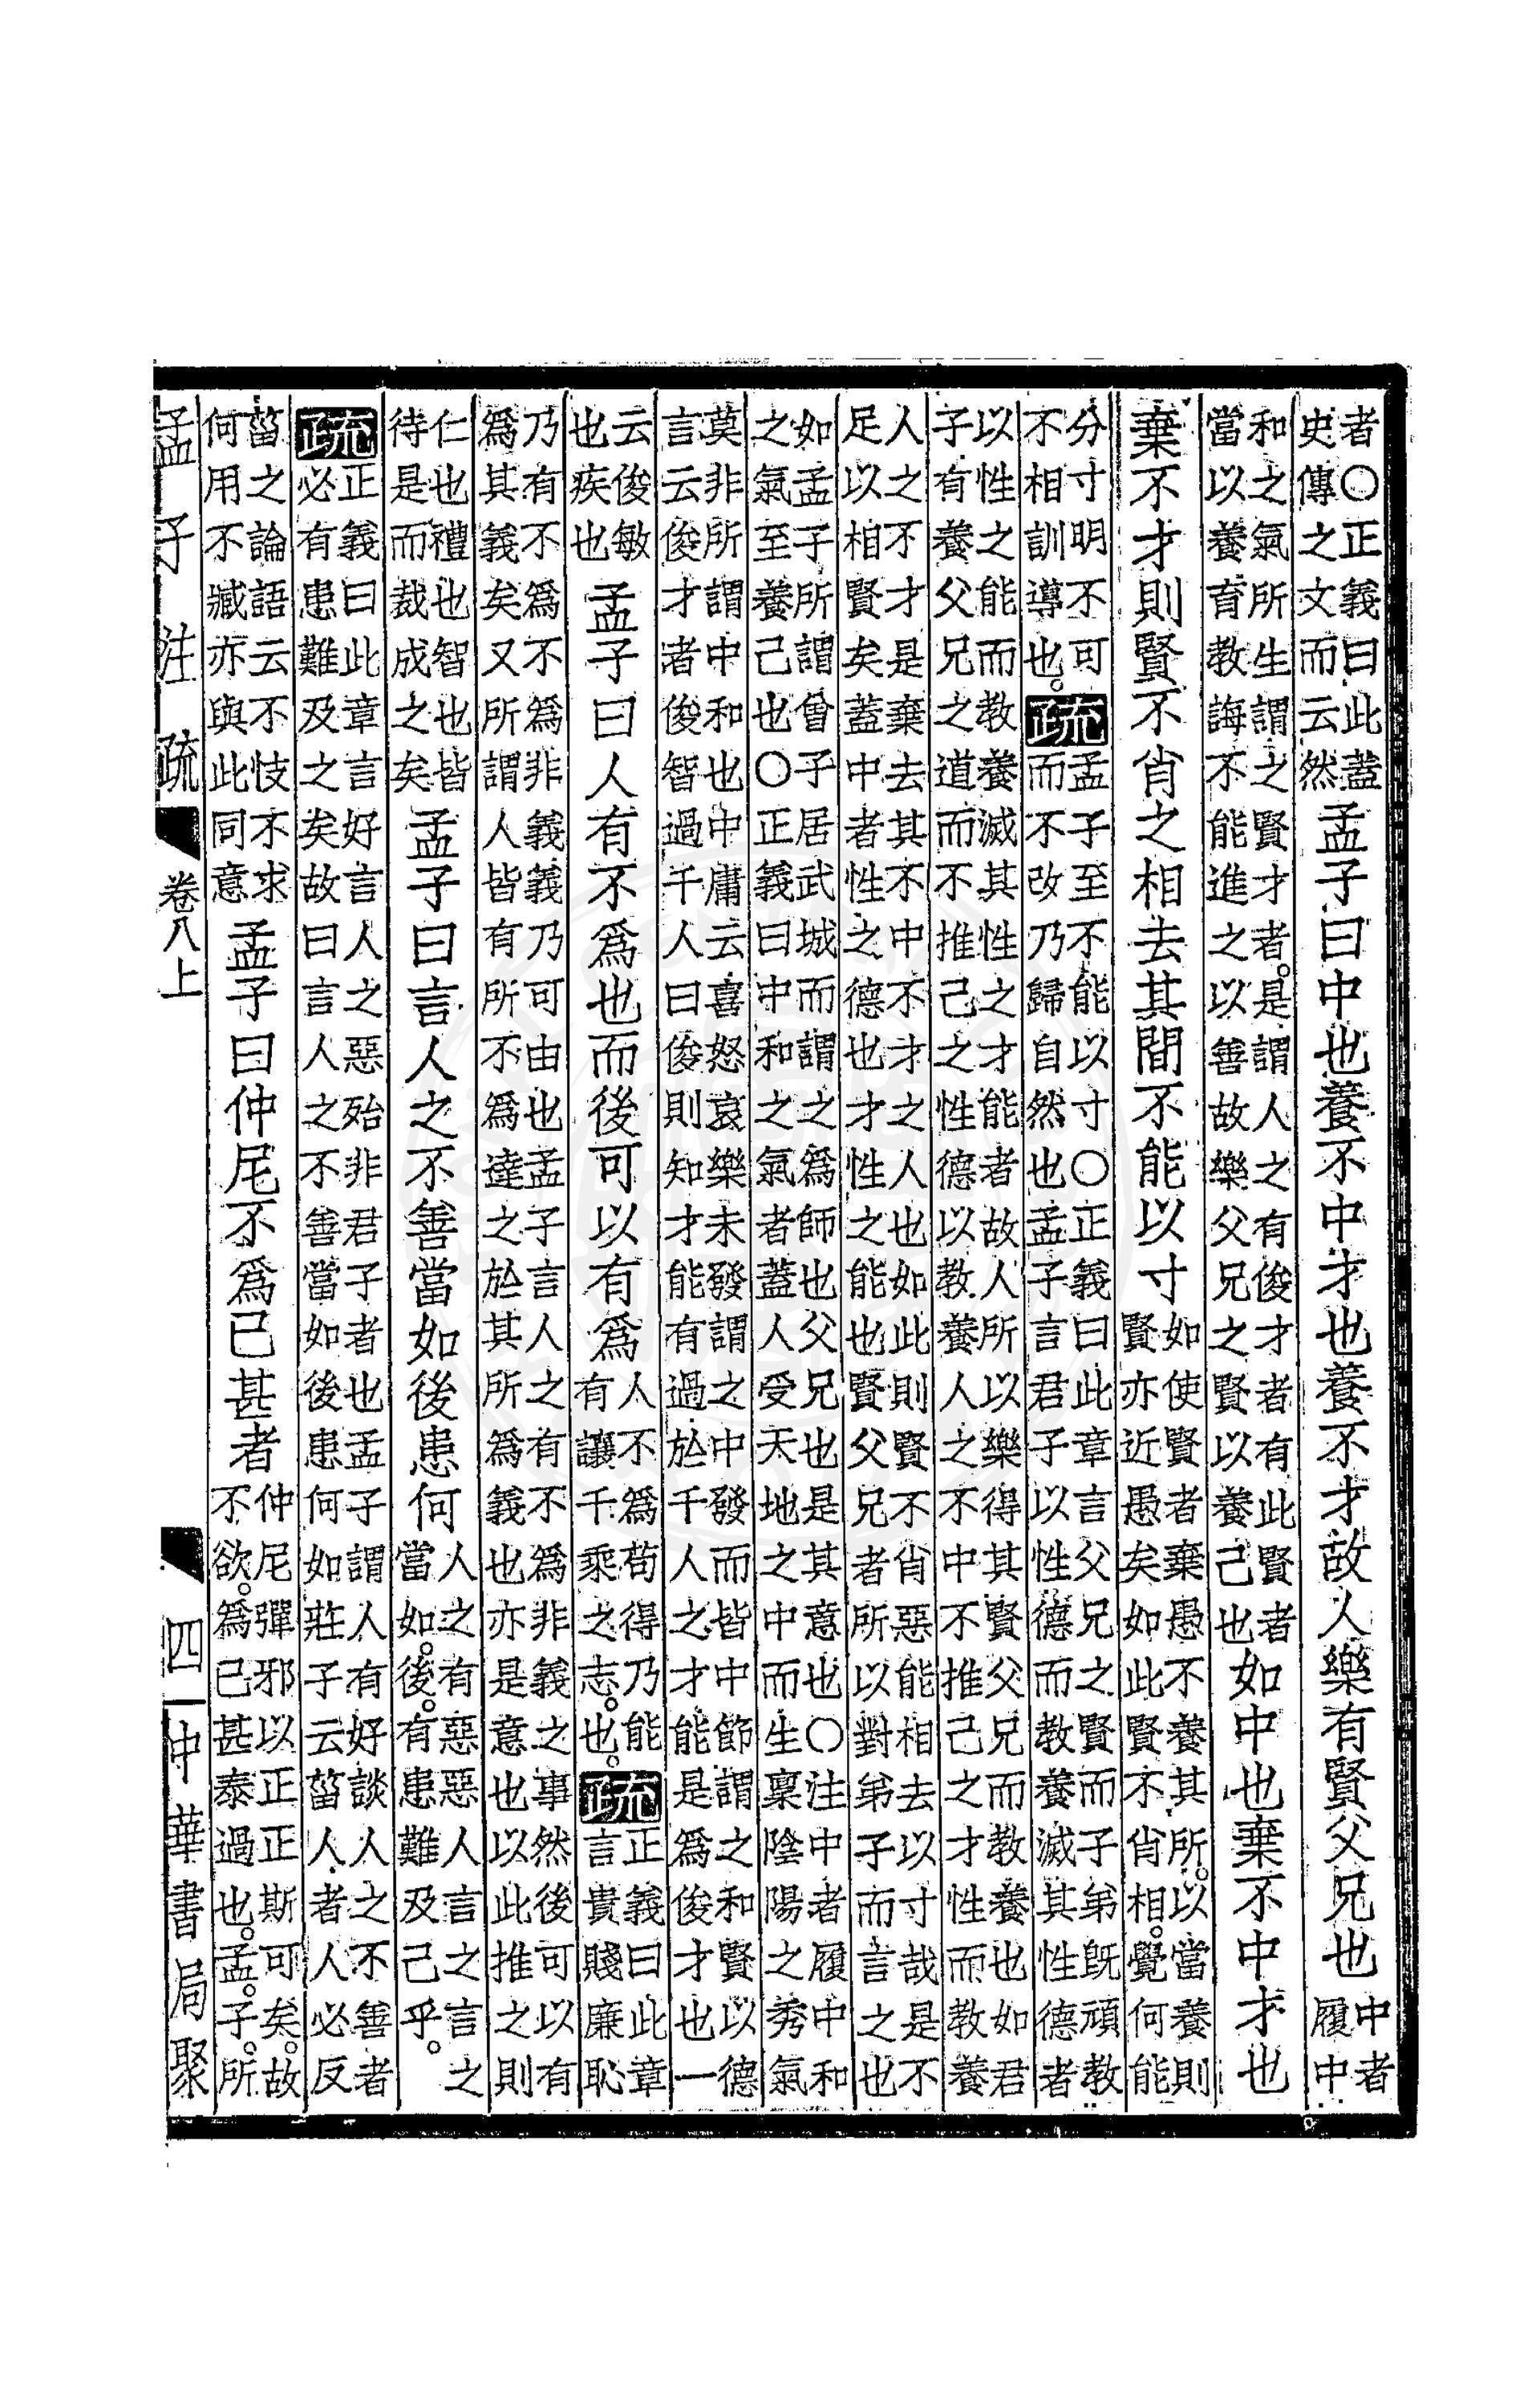 者○正義曰此蓋史傳之文而云然孟子曰中也養不中才也養不才故人樂有賢父兄也中者履中
和之氣所生謂之賢才者。是謂人之有俊才者有此賢者當以養育教誨不能進之以善故樂父兄之賢以養己也如中也棄不中才也
棄不才則賢不肖之相去其間不能以寸如使賢者棄愚不養其所。以當養則賢亦近愚矣如此賢不肖相。覺何能
分寸明不可不相訓導也。疏孟子至不能以寸○正義曰此章言父兄之賢而子弟旣頑教而不改乃歸自然也孟子言君子以性德而教養滅其性德者
以性之能而教養滅其性之才能者故人所以樂得其賢父兄而教養也如君子有養父兄之道而不推己之性德以教養人之不中不推己之才性而教養
人之不才是棄去其不中不才之人也如此則賢不肖惡能相去以寸哉是不足以相賢矣蓋中者性之德也才性之能也賢父兄者所以對弟子而言之也
如孟子所謂曾子居武城而謂之爲師也父兄也是其意也○注中者履中和之氣至養己也○正義曰中和之氣者蓋人受天地之中而生稟陰陽之秀氣
莫非所謂中和也中庸云喜怒哀樂未發謂之中發而皆中節謂之和賢以德言云俊才者俊智過千人曰俊則知才能有過於千人之才能是爲俊才也一
云俊敏也疾也孟子曰人有不爲也而後可以有爲人不爲苟得乃能有讓千乘之志。也。疏正義曰此章言貴賤廉恥
乃有不爲不爲非義義乃可由也孟子言人之有不爲非義之事然後可以有爲其義矣又所謂人皆有所不爲達之於其所爲義也亦是意也以此推之則
仁也禮也智也皆待是而裁成之矣孟子曰言人之不善當如後患何人之有惡惡人言之言之當如。後。有患難及己乎。
疏正義曰此章言好言人之惡殆非君子者也孟子謂人有好談人之不善者必有患難及之矣故曰言人之不善當如後患何如莊子云菑人者人必反
菑之論語云不忮不求何用不臧亦與此同意孟子曰仲尼不爲已甚者仲尼彈邪以正正斯可矣。故不欲。爲已甚泰過也。孟。子。所
孟子注疏 卷八上 四 中華書局聚